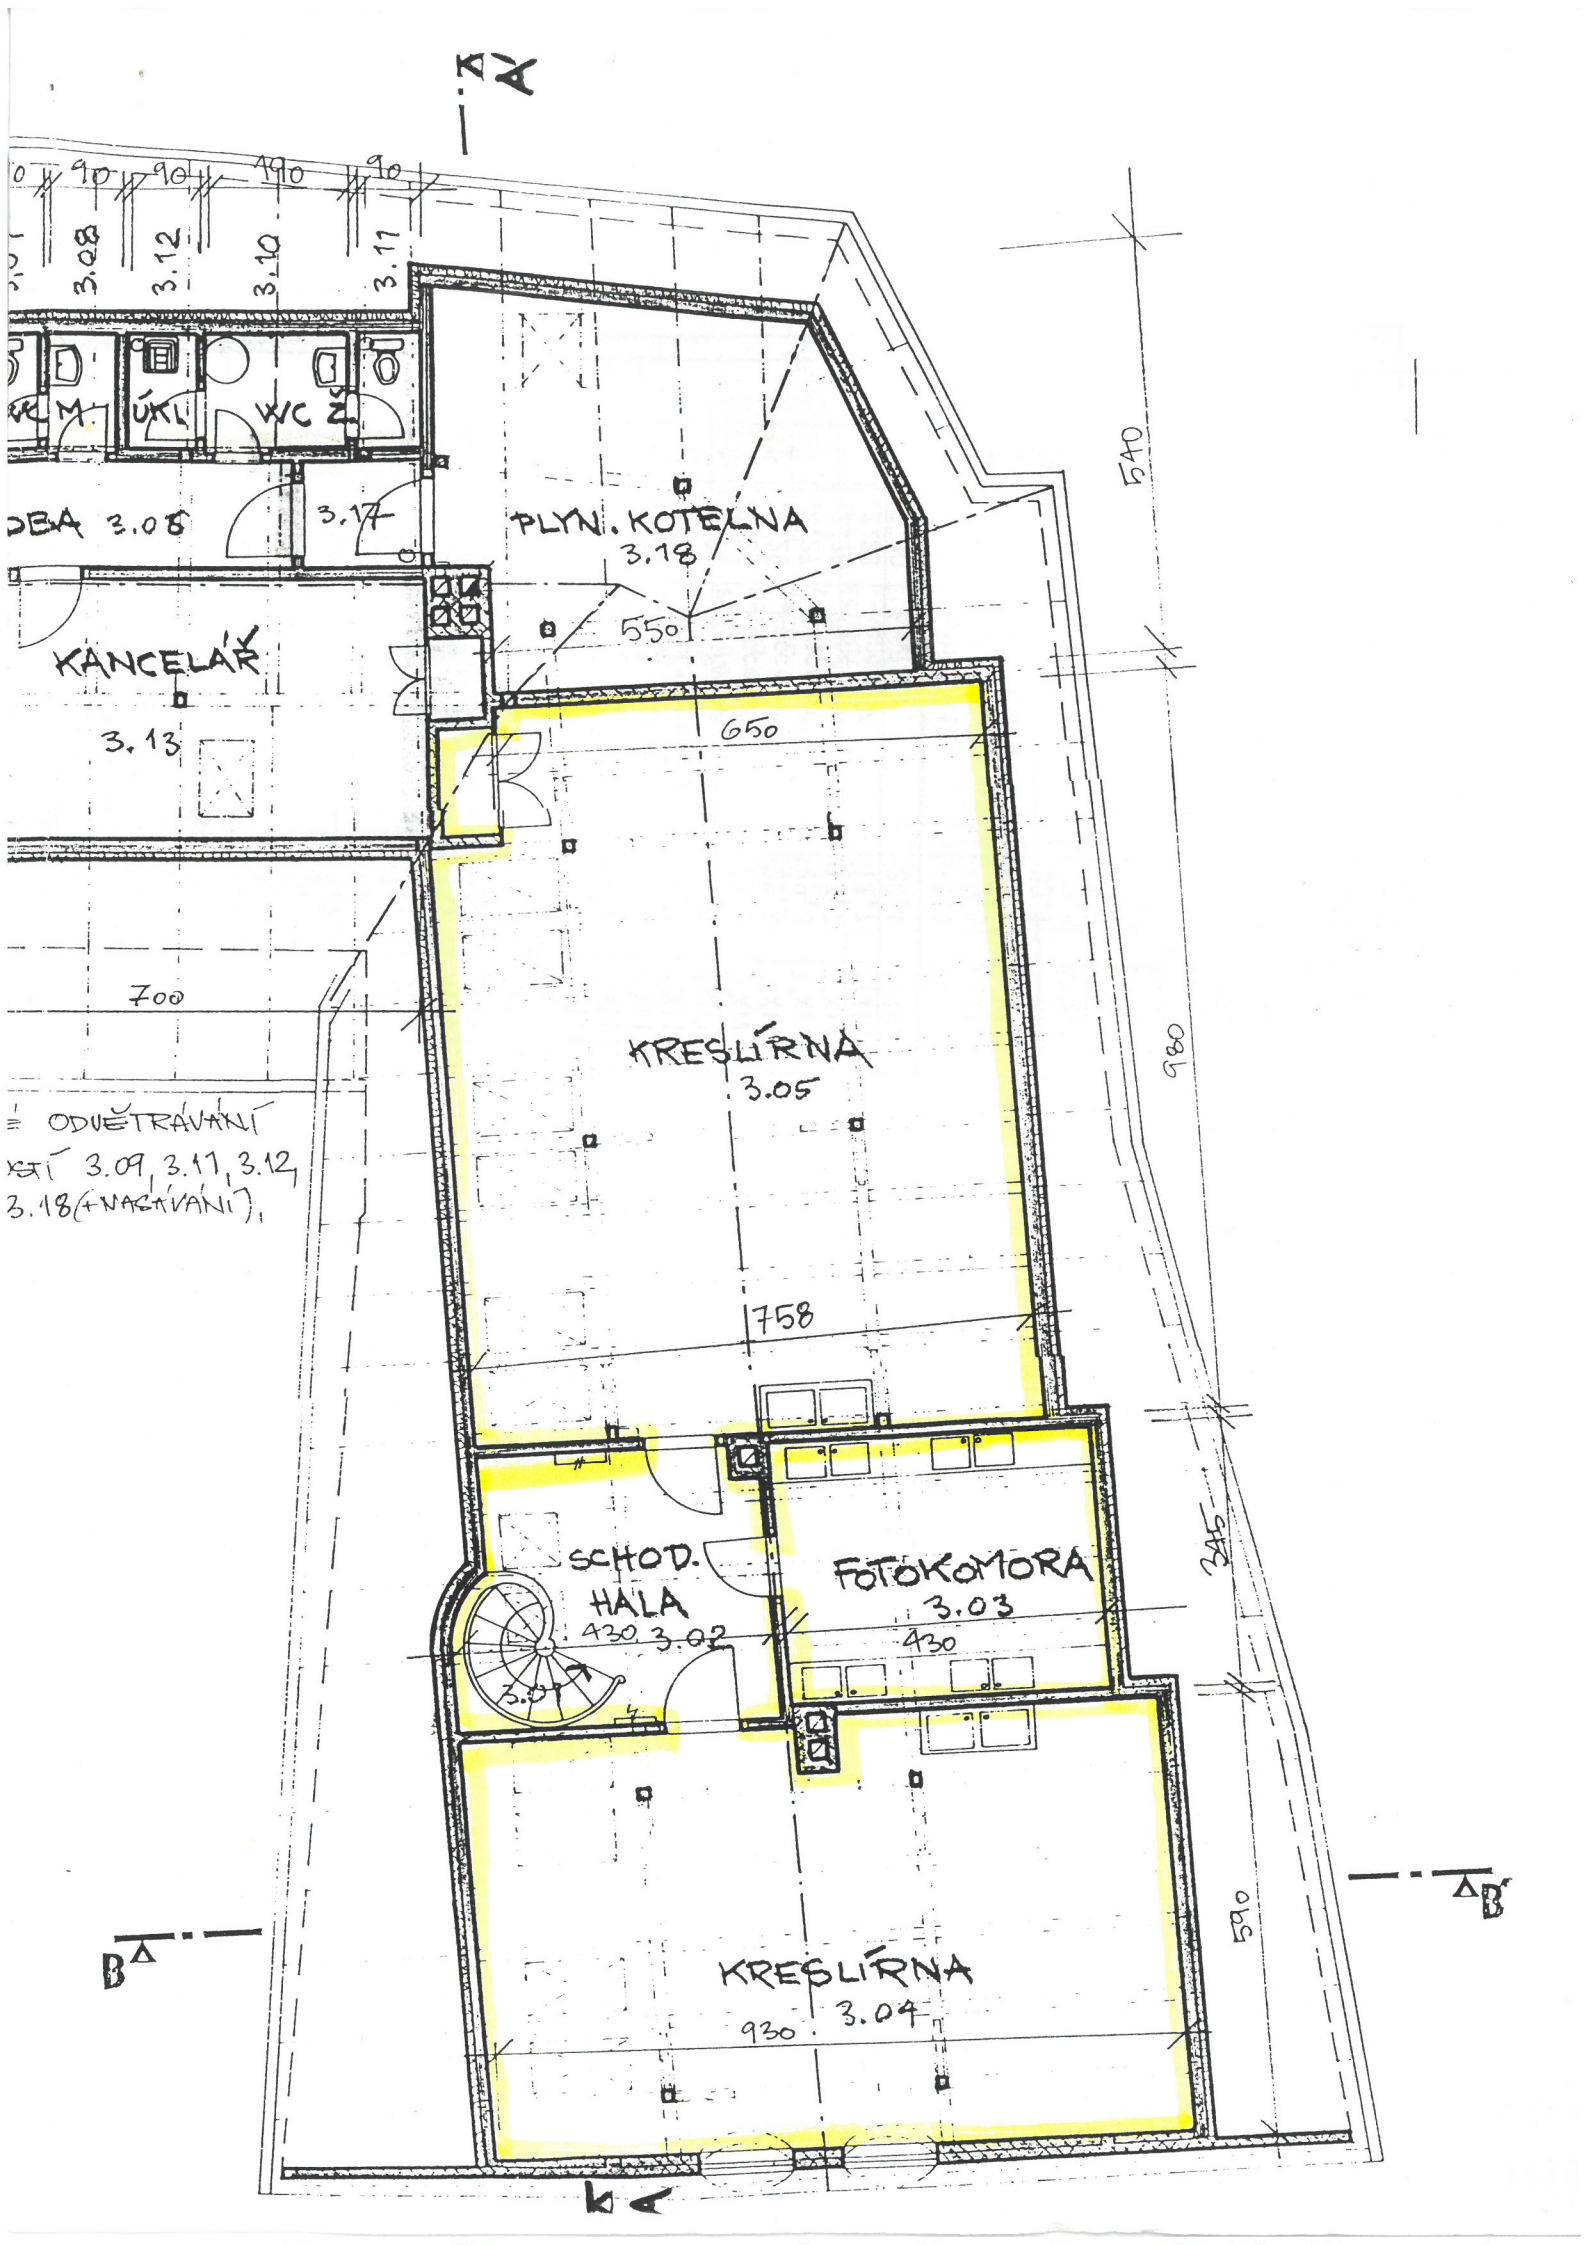 A'
90 90 190 90
3.08
3.12
3.10
3.11
M. ÚKL. WC Ž.
3.17
3.08
PLYN. KOTELNA
3.18
540
550
KANCELÁŘ
3.13
650
700
KRESLÍRNA
3.05
980
ODVĚTRÁVÁNÍ
3.09, 3.11, 3.12,
3.18 (+NASÁVÁNÍ),
758
SCHOD.
HALA
430 3.02
3.01
FOTOKOMORA
3.03
430
345
B B'
KRESLÍRNA
3.04
930
590
A